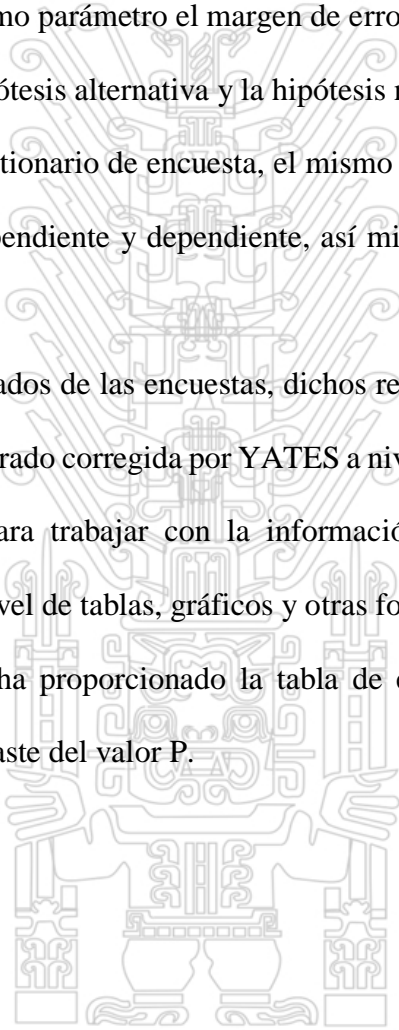 mo parámetro el margen de erro
ótesis alternativa y la hipótesis
stionario de encuesta, el mismo
pendiente y dependiente, así mi
ados de las encuestas, dichos re
rado corregida por YATES a niv
ara trabajar con la informació
vel de tablas, gráficos y otras fo
ha proporcionado la tabla de
aste del valor P.